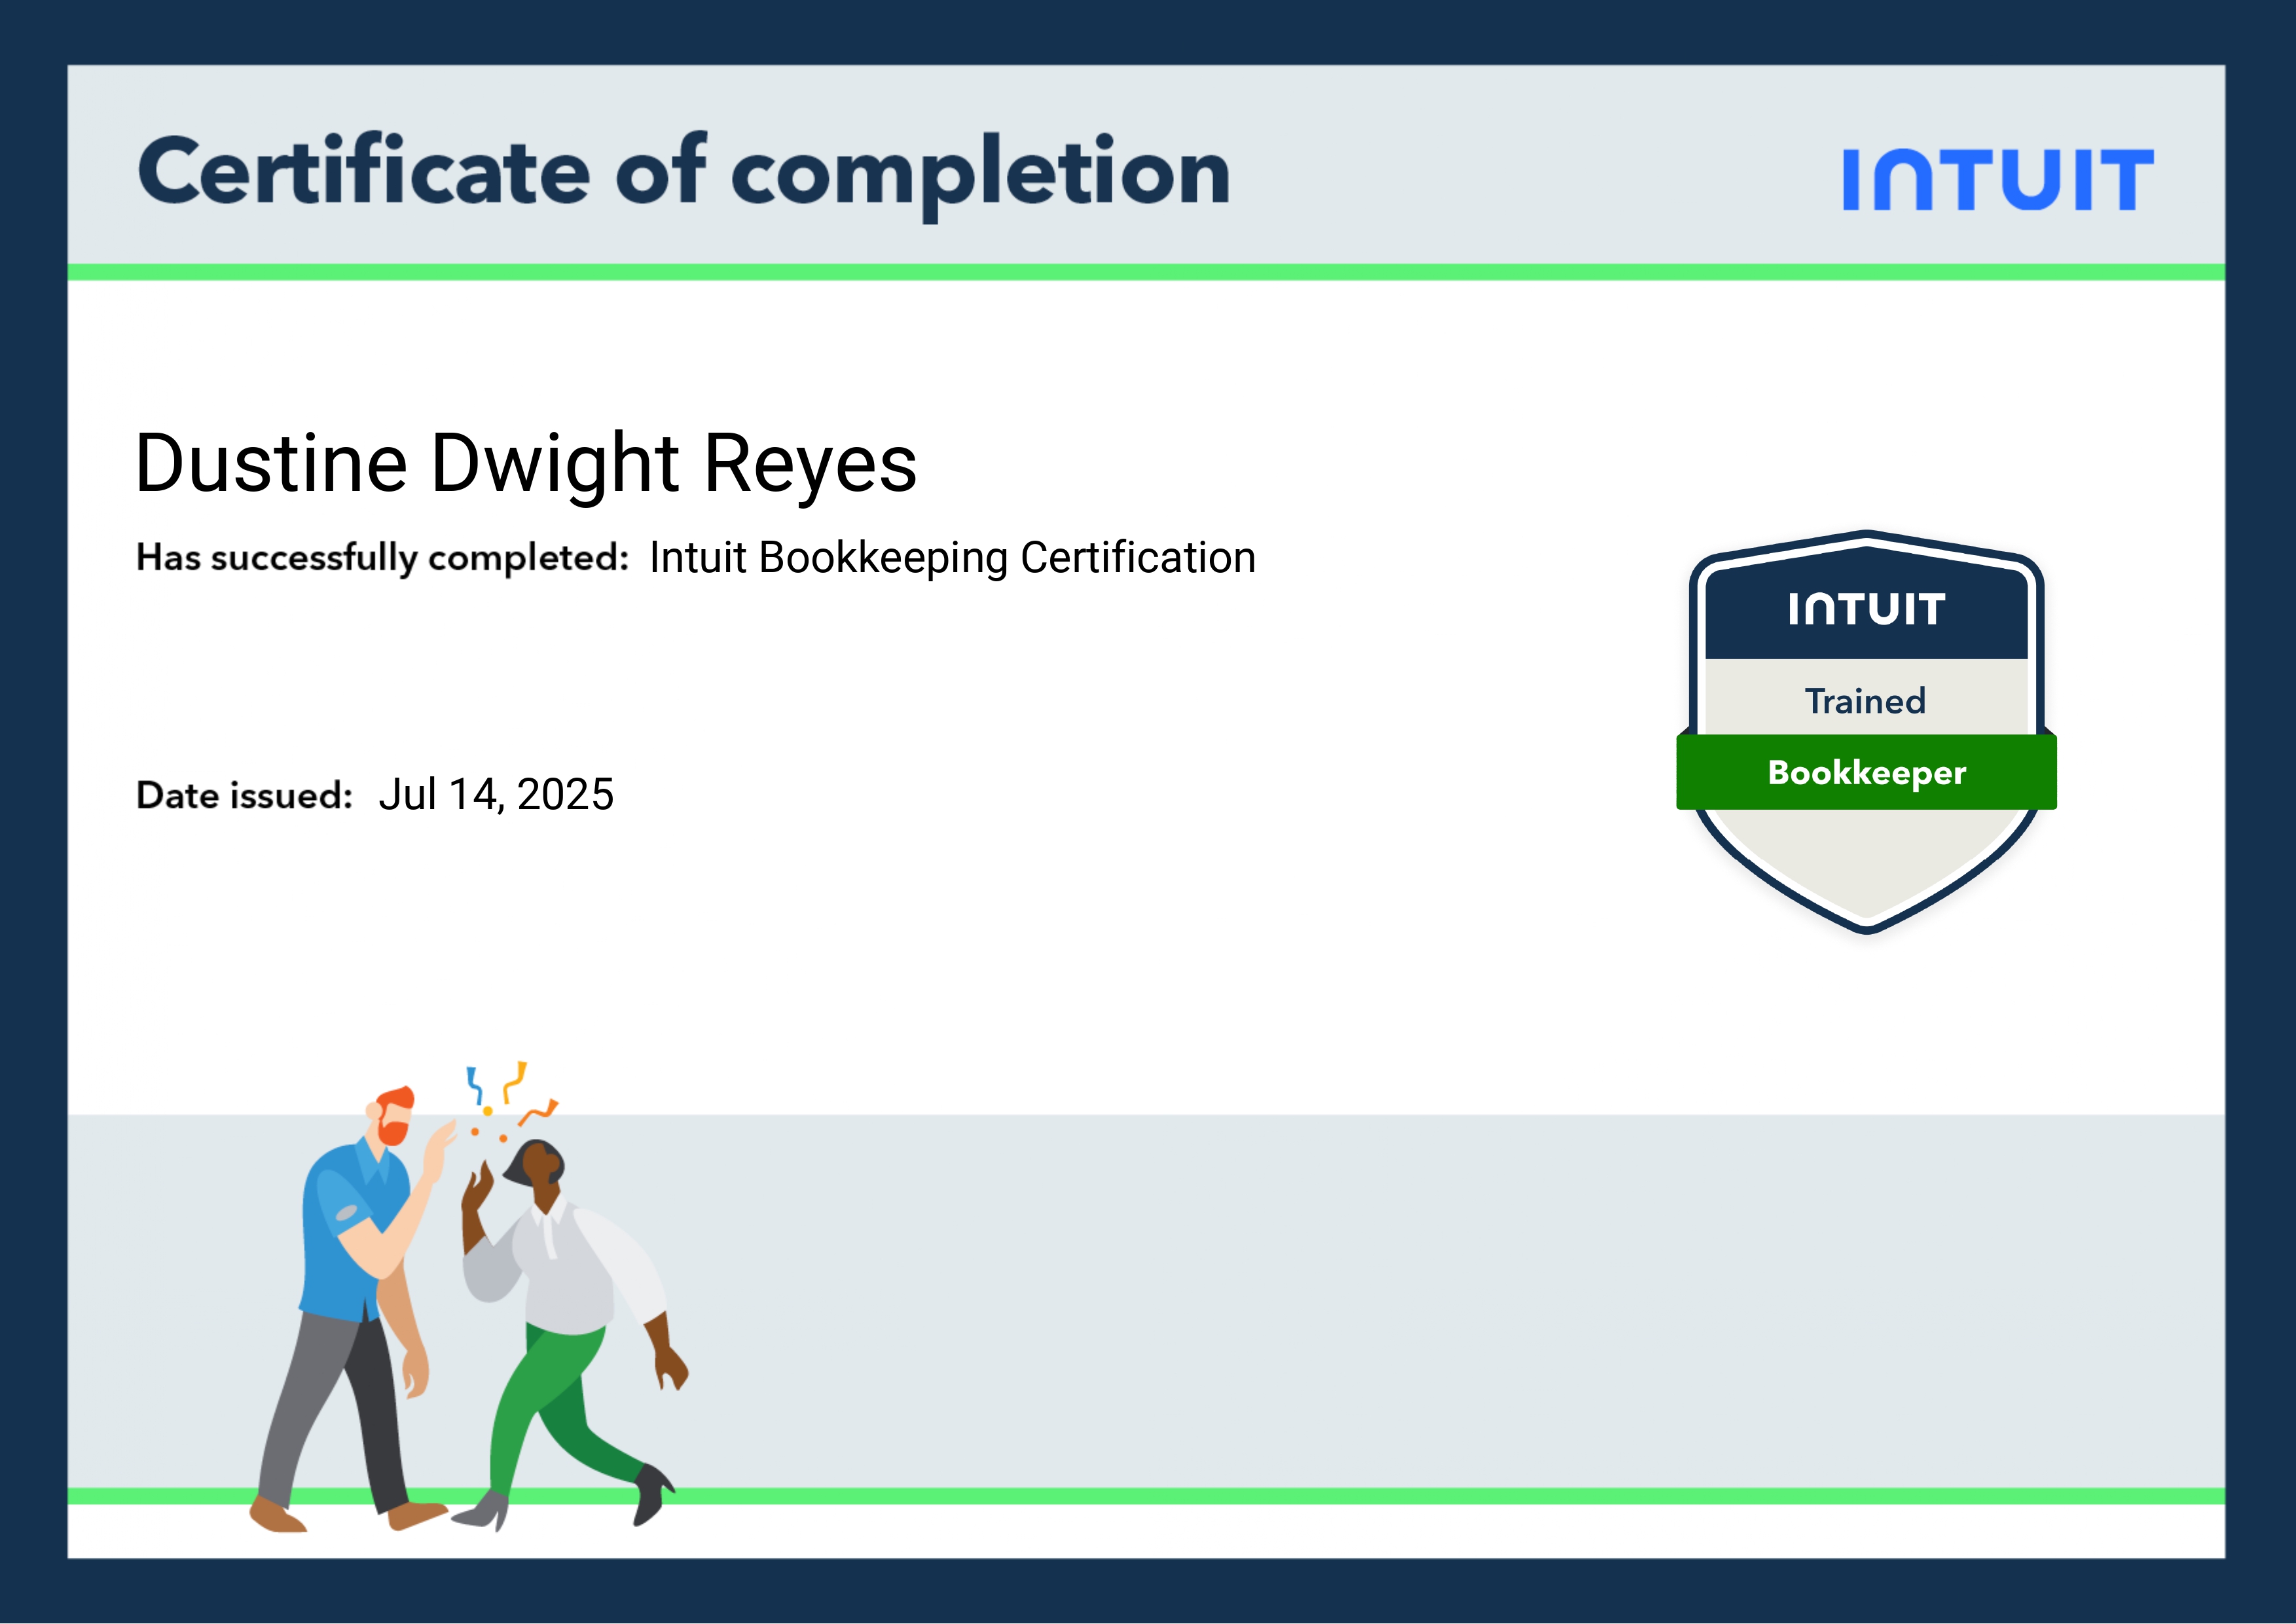 Certificate of completion
INTUIT
Dustine Dwight Reyes
Has successfully completed: Intuit Bookkeeping Certification
Date issued: Jul 14, 2025
INTUIT
Trained
Bookkeeper